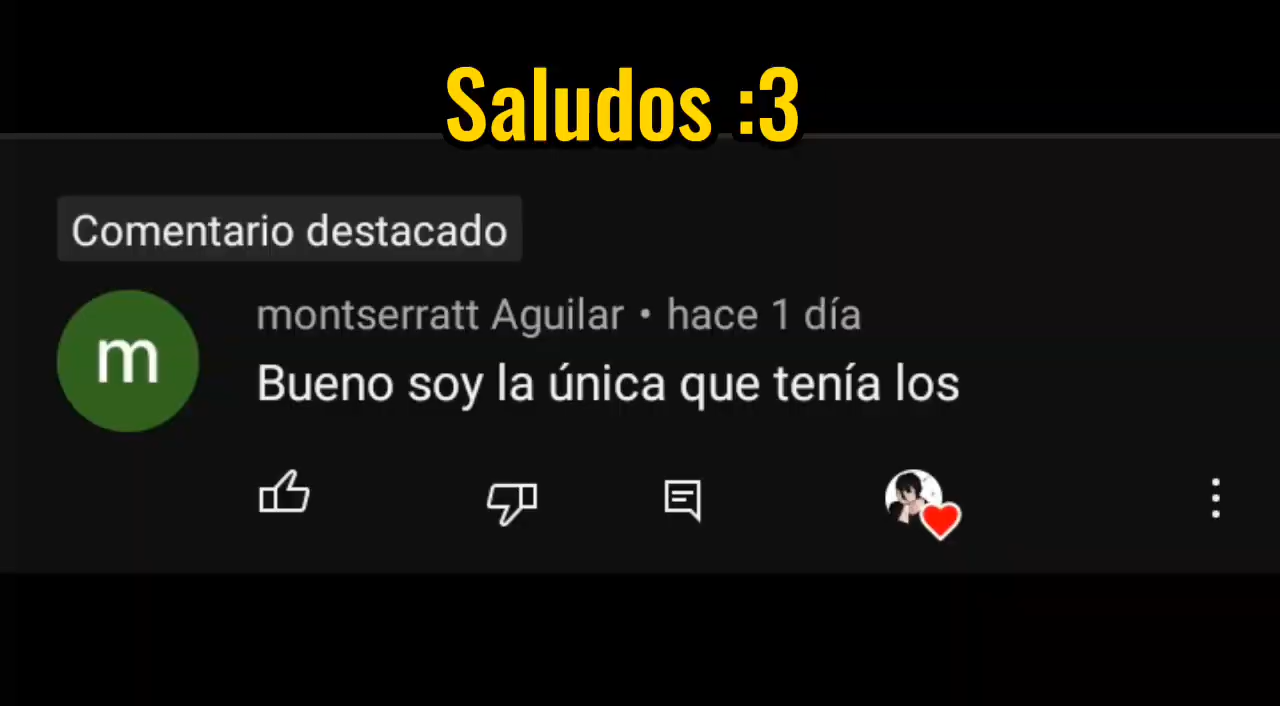 Saludos :3
Comentario destacado
m
montserratt Aguilar • hace 1 día
Bueno soy la única que tenía los